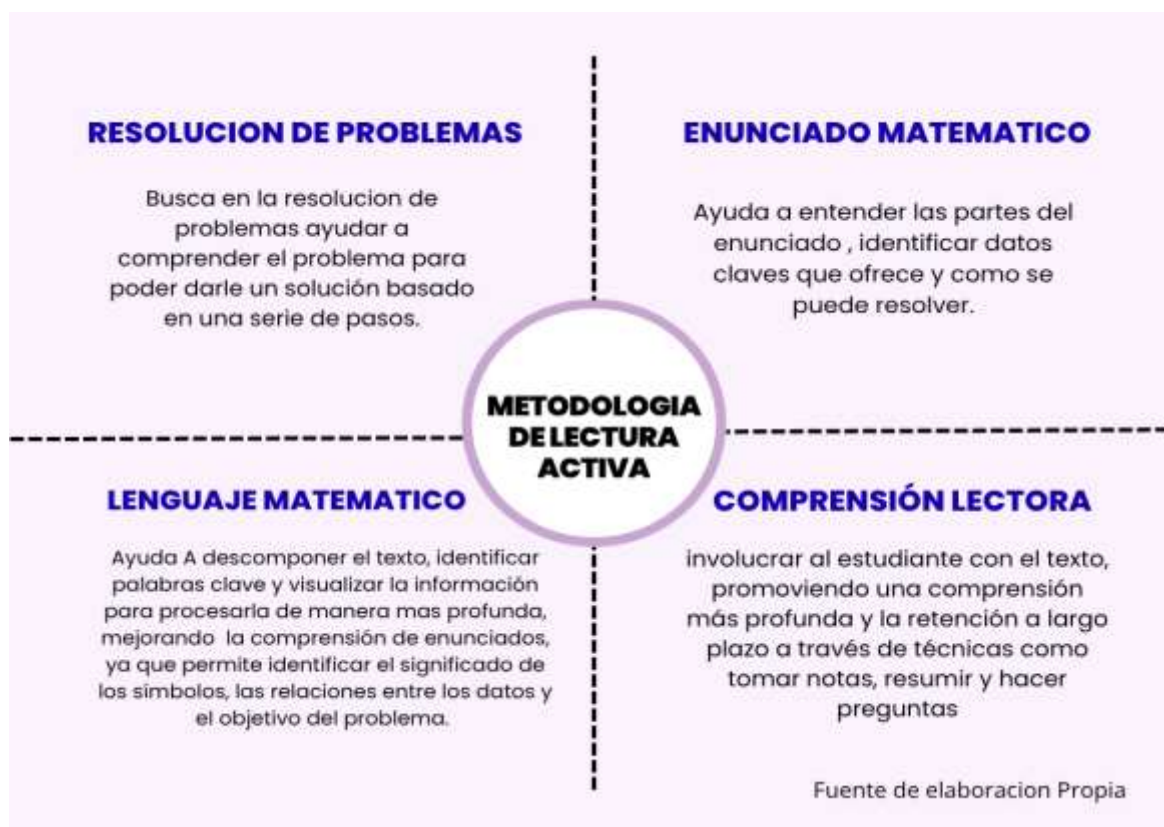 RESOLUCION DE PROBLEMAS
Busca en la resolucion de
problemas ayudar a
comprender el problema para
poder darle un solución basado
en una serie de pasos.
ENUNCIADO MATEMATICO
Ayuda a entender las partes del
enunciado , identificar datos
claves que ofrece y como se
puede resolver.
METODOLOGIA
DE LECTURA
ACTIVA
LENGUAJE MATEMATICO
Ayuda A descomponer el texto, identificar
palabras clave y visualizar la información
para procesarla de manera mas profunda,
mejorando la comprensión de enunciados,
ya que permite identificar el significado de
los símbolos, las relaciones entre los datos y
el objetivo del problema.
COMPRENSIÓN LECTORA
involucrar al estudiante con el texto,
promoviendo una comprensión
más profunda y la retención a largo
plazo a través de técnicas como
tomar notas, resumir y hacer
preguntas
Fuente de elaboracion Propia